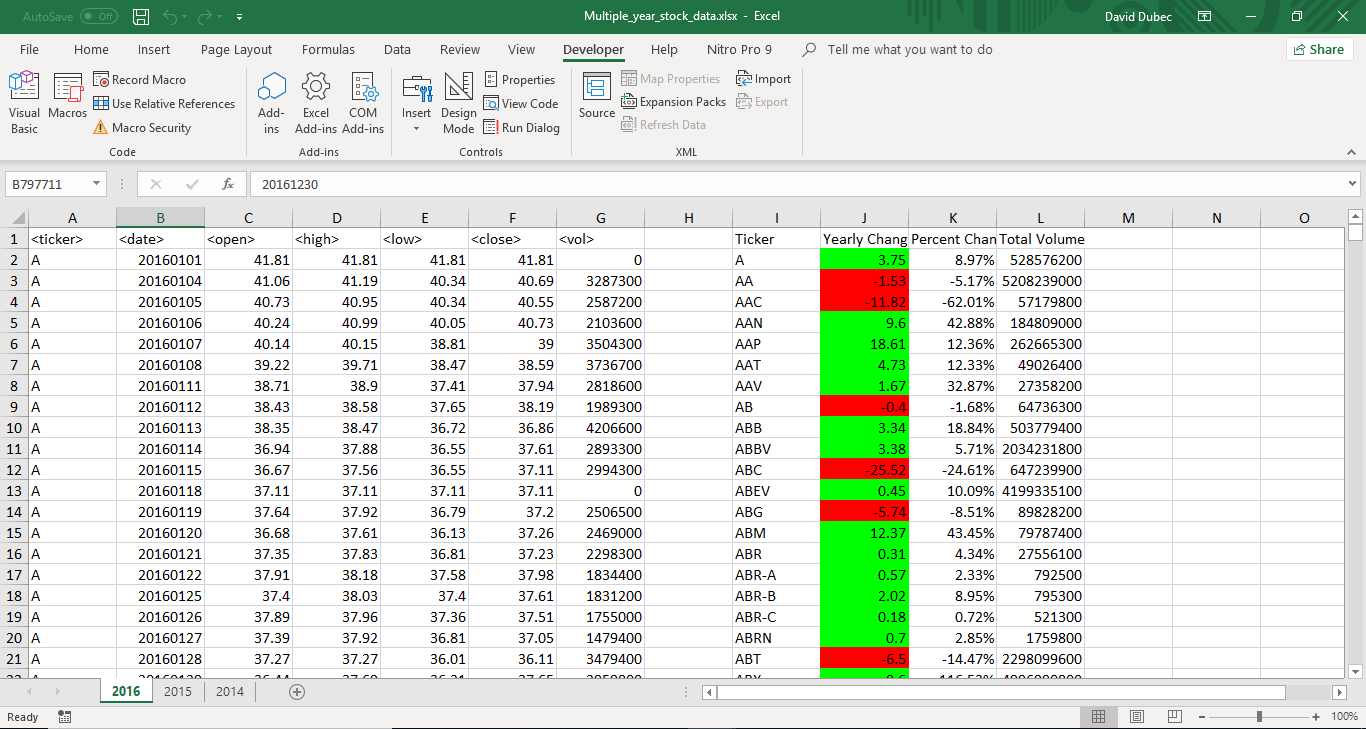 AutoSave Off Multiple_year_stock_data.xlsx - Excel David Dubec
File Home Insert Page Layout Formulas Data Review View Developer Help Nitro Pro 9 Tell me what you want to do Share
Visual Basic
Macros
Record Macro
Use Relative References
Macro Security
Code
Add-ins
Excel Add-ins
COM Add-ins
Add-ins
Insert
Design Mode
Properties
View Code
Run Dialog
Controls
Source
Map Properties
Expansion Packs
Refresh Data
Import
Export
XML
B797711 fx 20161230
A B C D E F G H I J K L M N O
1 <ticker> <date> <open> <high> <low> <close> <vol> Ticker Yearly Chang Percent Chan Total Volume
2 A 20160101 41.81 41.81 41.81 41.81 0 A 3.75 8.97% 528576200
3 A 20160104 41.06 41.19 40.34 40.69 3287300 AA -1.53 -5.17% 5208239000
4 A 20160105 40.73 40.95 40.34 40.55 2587200 AAC -11.82 -62.01% 57179800
5 A 20160106 40.24 40.99 40.05 40.73 2103600 AAN 9.6 42.88% 184809000
6 A 20160107 40.14 40.15 38.81 39 3504300 AAP 18.61 12.36% 262665300
7 A 20160108 39.22 39.71 38.47 38.59 3736700 AAT 4.73 12.33% 49026400
8 A 20160111 38.71 38.9 37.41 37.94 2818600 AAV 1.67 32.87% 27358200
9 A 20160112 38.43 38.58 37.65 38.19 1989300 AB -0.4 -1.68% 64736300
10 A 20160113 38.35 38.47 36.72 36.86 4206600 ABB 3.34 18.84% 503779400
11 A 20160114 36.94 37.88 36.55 37.61 2893300 ABBV 3.38 5.71% 2034231800
12 A 20160115 36.67 37.56 36.55 37.11 2994300 ABC -25.52 -24.61% 647239900
13 A 20160118 37.11 37.11 37.11 37.11 0 ABEV 0.45 10.09% 4199335100
14 A 20160119 37.64 37.92 36.79 37.2 2506500 ABG -5.74 -8.51% 89828200
15 A 20160120 36.68 37.61 36.13 37.26 2469000 ABM 12.37 43.45% 79787400
16 A 20160121 37.35 37.83 36.81 37.23 2298300 ABR 0.31 4.34% 27556100
17 A 20160122 37.91 38.18 37.58 37.98 1834400 ABR-A 0.57 2.33% 792500
18 A 20160125 37.4 38.03 37.4 37.61 1831200 ABR-B 2.02 8.95% 795300
19 A 20160126 37.89 37.96 37.36 37.51 1755000 ABR-C 0.18 0.72% 521300
20 A 20160127 37.39 37.92 36.81 37.05 1479400 ABRN 0.7 2.85% 1759800
21 A 20160128 37.27 37.27 36.01 36.11 3479400 ABT -6.5 -14.47% 2298099600
2016 2015 2014
Ready 100%